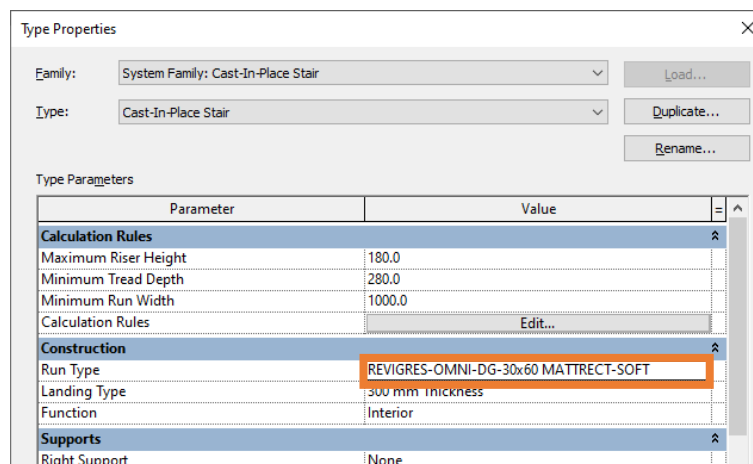 Type Properties
Family: System Family: Cast-In-Place Stair Load...
Type: Cast-In-Place Stair Duplicate...
Rename...
Type Parameters
Parameter Value =
Calculation Rules
Maximum Riser Height 180.0
Minimum Tread Depth 280.0
Minimum Run Width 1000.0
Calculation Rules Edit...
Construction
Run Type REVIGRES-OMNI-DG-30x60 MATTRECT-SOFT
Landing Type 300 mm Thickness
Function Interior
Supports
Right Support None